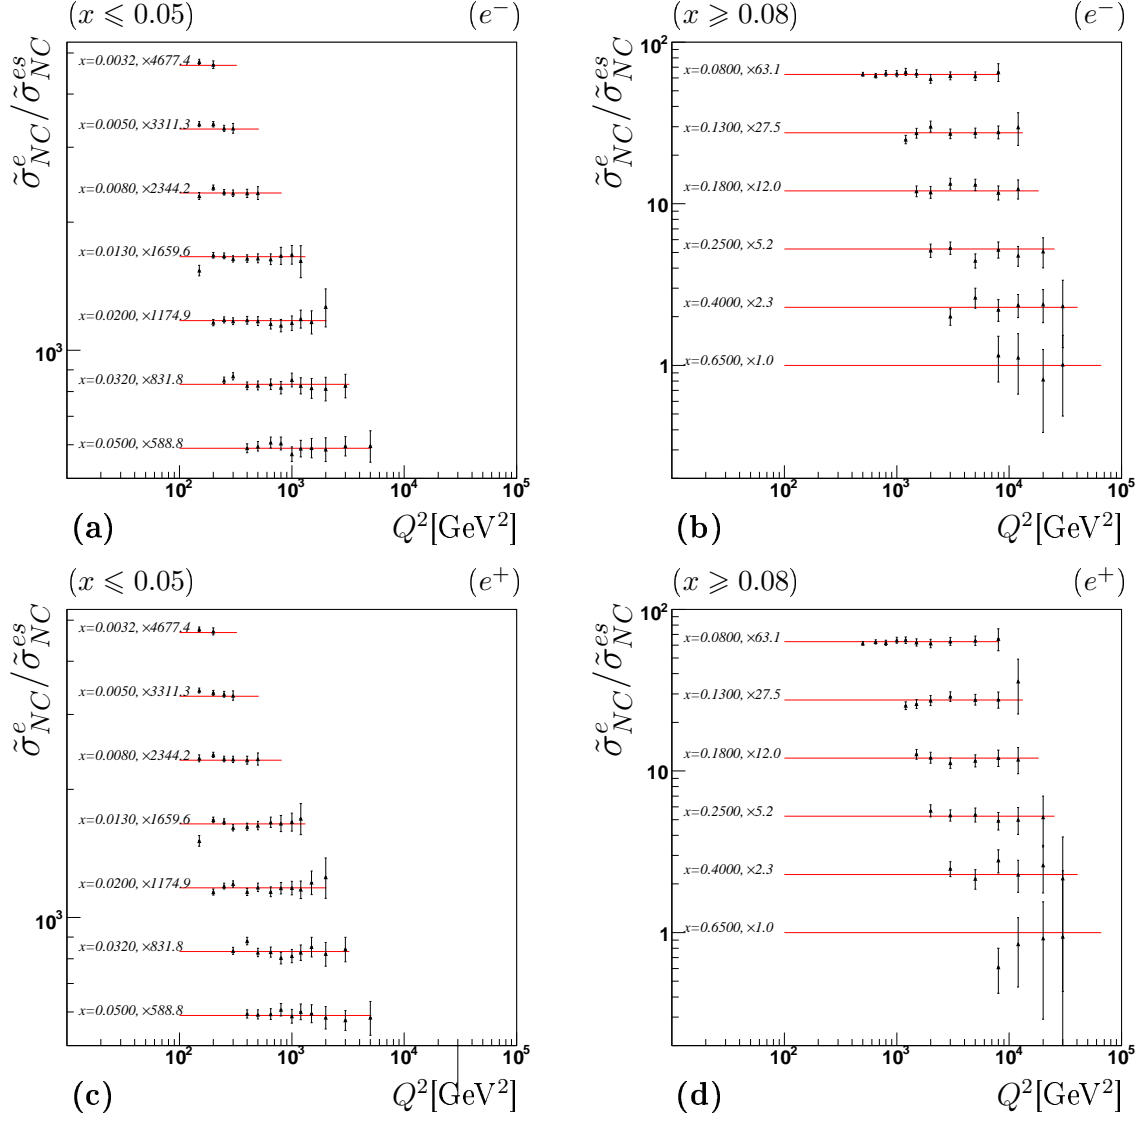 (x ⩽ 0.05) (e⁻)
σ̃ᵉ_NC/σ̃ᵉˢ_NC
x=0.0032, ×4677.4
x=0.0050, ×3311.3
x=0.0080, ×2344.2
x=0.0130, ×1659.6
x=0.0200, ×1174.9
10³
x=0.0320, ×831.8
x=0.0500, ×588.8
10² 10³ 10⁴ 10⁵
(a) Q²[GeV²]
(x ⩾ 0.08) (e⁻)
σ̃ᵉ_NC/σ̃ᵉˢ_NC
10²
x=0.0800, ×63.1
x=0.1300, ×27.5
x=0.1800, ×12.0
10
x=0.2500, ×5.2
x=0.4000, ×2.3
x=0.6500, ×1.0
1
10² 10³ 10⁴ 10⁵
(b) Q²[GeV²]
(x ⩽ 0.05) (e⁺)
σ̃ᵉ_NC/σ̃ᵉˢ_NC
x=0.0032, ×4677.4
x=0.0050, ×3311.3
x=0.0080, ×2344.2
x=0.0130, ×1659.6
x=0.0200, ×1174.9
10³
x=0.0320, ×831.8
x=0.0500, ×588.8
10² 10³ 10⁴ 10⁵
(c) Q²[GeV²]
(x ⩾ 0.08) (e⁺)
σ̃ᵉ_NC/σ̃ᵉˢ_NC
10²
x=0.0800, ×63.1
x=0.1300, ×27.5
x=0.1800, ×12.0
10
x=0.2500, ×5.2
x=0.4000, ×2.3
x=0.6500, ×1.0
1
10² 10³ 10⁴ 10⁵
(d) Q²[GeV²]